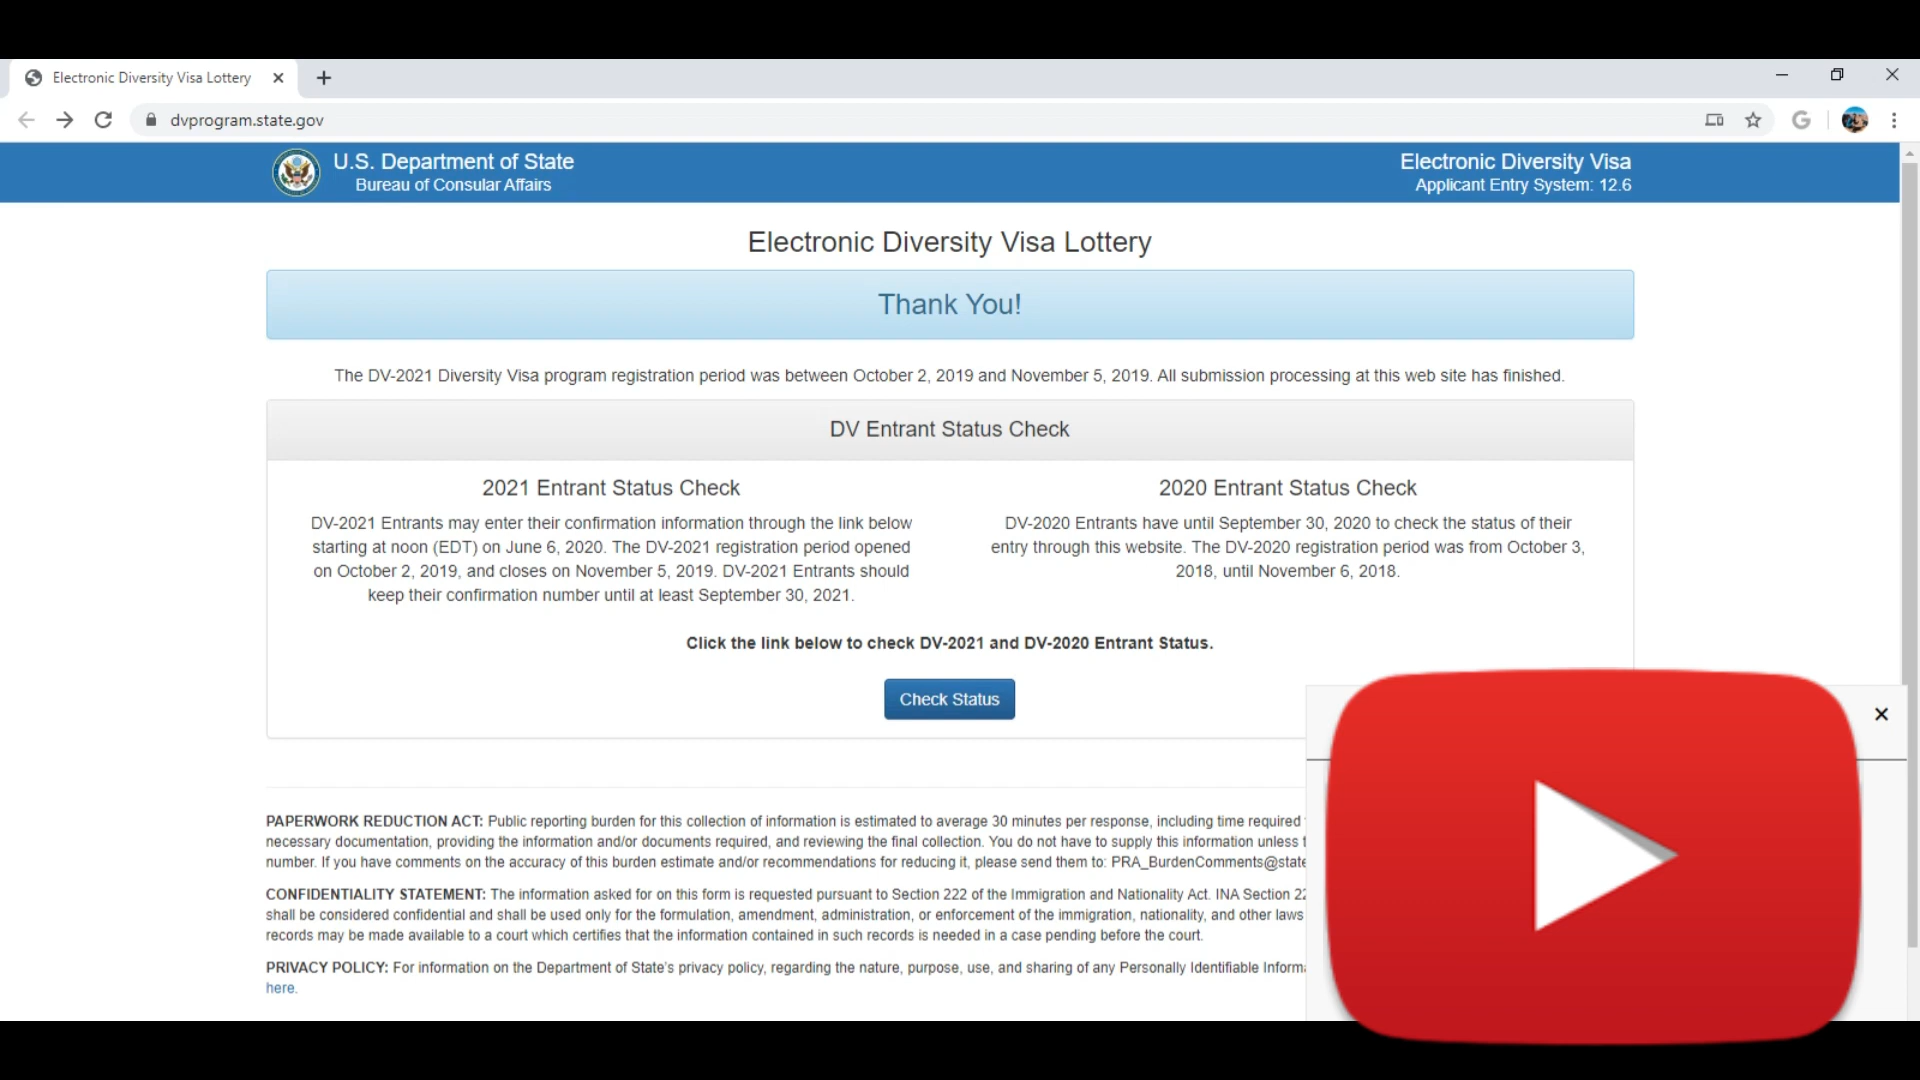 Electronic Diversity Visa Lottery
dvprogram.state.gov
U.S. Department of State
Bureau of Consular Affairs
Electronic Diversity Visa
Applicant Entry System: 12.6
Electronic Diversity Visa Lottery
Thank You!
The DV-2021 Diversity Visa program registration period was between October 2, 2019 and November 5, 2019. All submission processing at this web site has finished.
DV Entrant Status Check
2021 Entrant Status Check
DV-2021 Entrants may enter their confirmation information through the link below
starting at noon (EDT) on June 6, 2020. The DV-2021 registration period opened
on October 2, 2019, and closes on November 5, 2019. DV-2021 Entrants should
keep their confirmation number until at least September 30, 2021.
2020 Entrant Status Check
DV-2020 Entrants have until September 30, 2020 to check the status of their
entry through this website. The DV-2020 registration period was from October 3,
2018, until November 6, 2018.
Click the link below to check DV-2021 and DV-2020 Entrant Status.
Check Status
PAPERWORK REDUCTION ACT: Public reporting burden for this collection of information is estimated to average 30 minutes per response, including time required
necessary documentation, providing the information and/or documents required, and reviewing the final collection. You do not have to supply this information unless
number. If you have comments on the accuracy of this burden estimate and/or recommendations for reducing it, please send them to: PRA_BurdenComments@state
CONFIDENTIALITY STATEMENT: The information asked for on this form is requested pursuant to Section 222 of the Immigration and Nationality Act. INA Section
shall be considered confidential and shall be used only for the formulation, amendment, administration, or enforcement of the immigration, nationality, and other laws
records may be made available to a court which certifies that the information contained in such records is needed in a case pending before the court.
PRIVACY POLICY: For information on the Department of State's privacy policy, regarding the nature, purpose, use, and sharing of any Personally Identifiable
here.